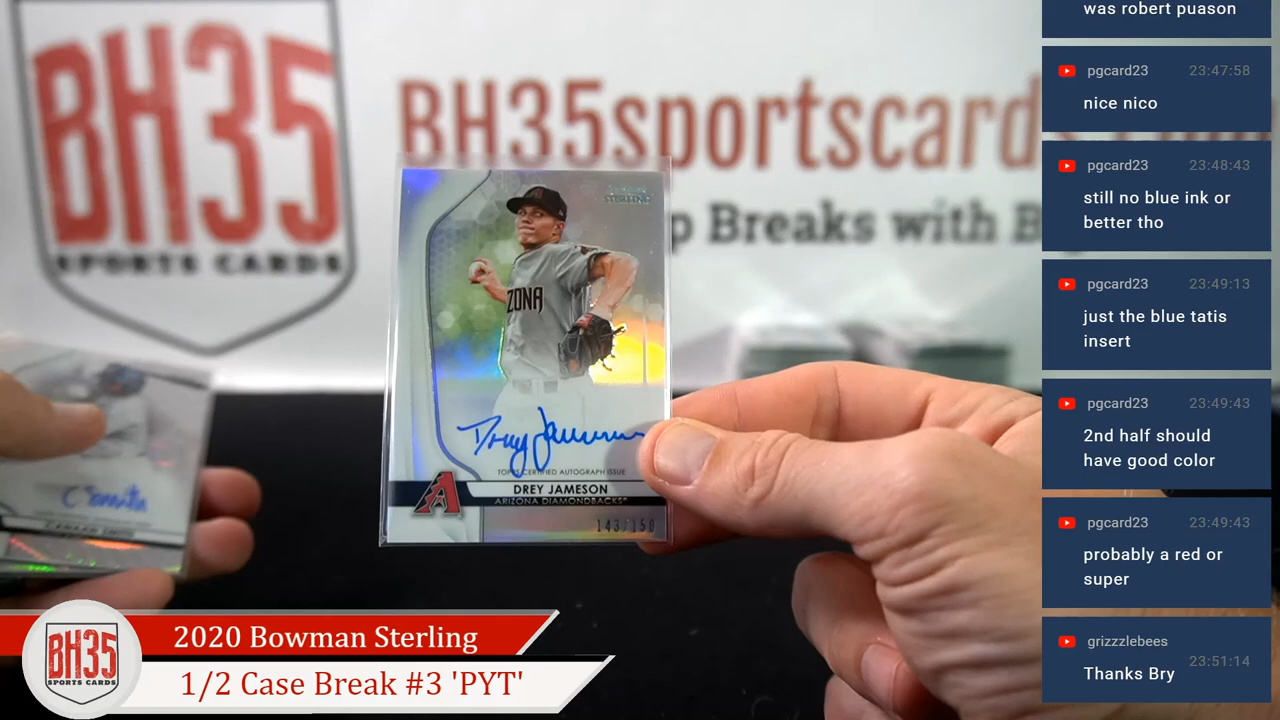 BH35
SPORTS CARDS
BH35sportscard
p Breaks with B
STERLING
ZONA
Drey Jameson
TOPPS CERTIFIED AUTOGRAPH ISSUE
DREY JAMESON
ARIZONA DIAMONDBACKS
143/150
C Smith
BH35
SPORTS CARDS
2020 Bowman Sterling
1/2 Case Break #3 'PYT'
was robert puason
pgcard23 23:47:58
nice nico
pgcard23 23:48:43
still no blue ink or
better tho
pgcard23 23:49:13
just the blue tatis
insert
pgcard23 23:49:43
2nd half should
have good color
pgcard23 23:49:43
probably a red or
super
grizzzlebees 23:51:14
Thanks Bry